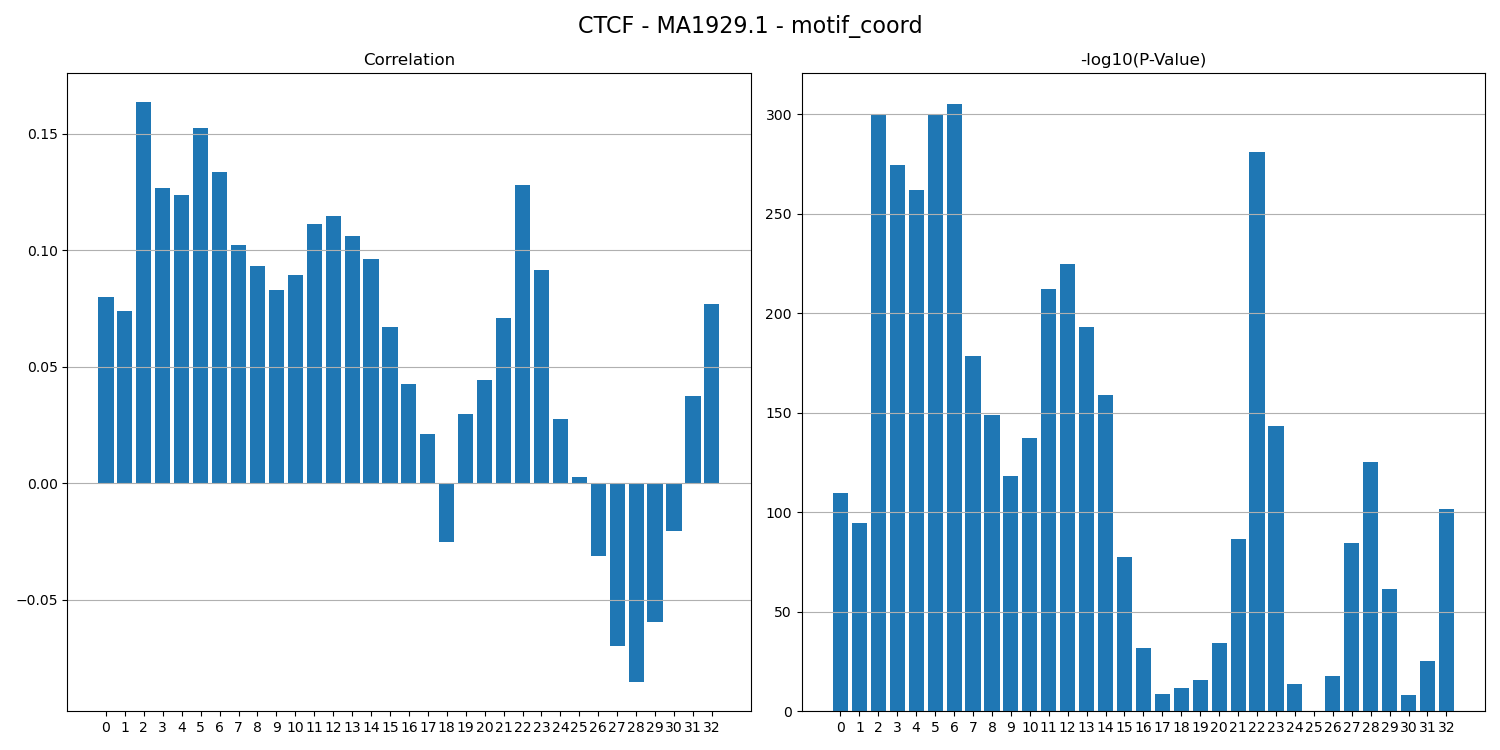 CTCF - MA1929.1 - motif_coord
Correlation
0.15
0.10
0.05
0.00
−0.05
0 1 2 3 4 5 6 7 8 9 10 11 12 13 14 15 16 17 18 19 20 21 22 23 24 25 26 27 28 29 30 31 32
-log10(P-Value)
300
250
200
150
100
50
0
0 1 2 3 4 5 6 7 8 9 10 11 12 13 14 15 16 17 18 19 20 21 22 23 24 25 26 27 28 29 30 31 32